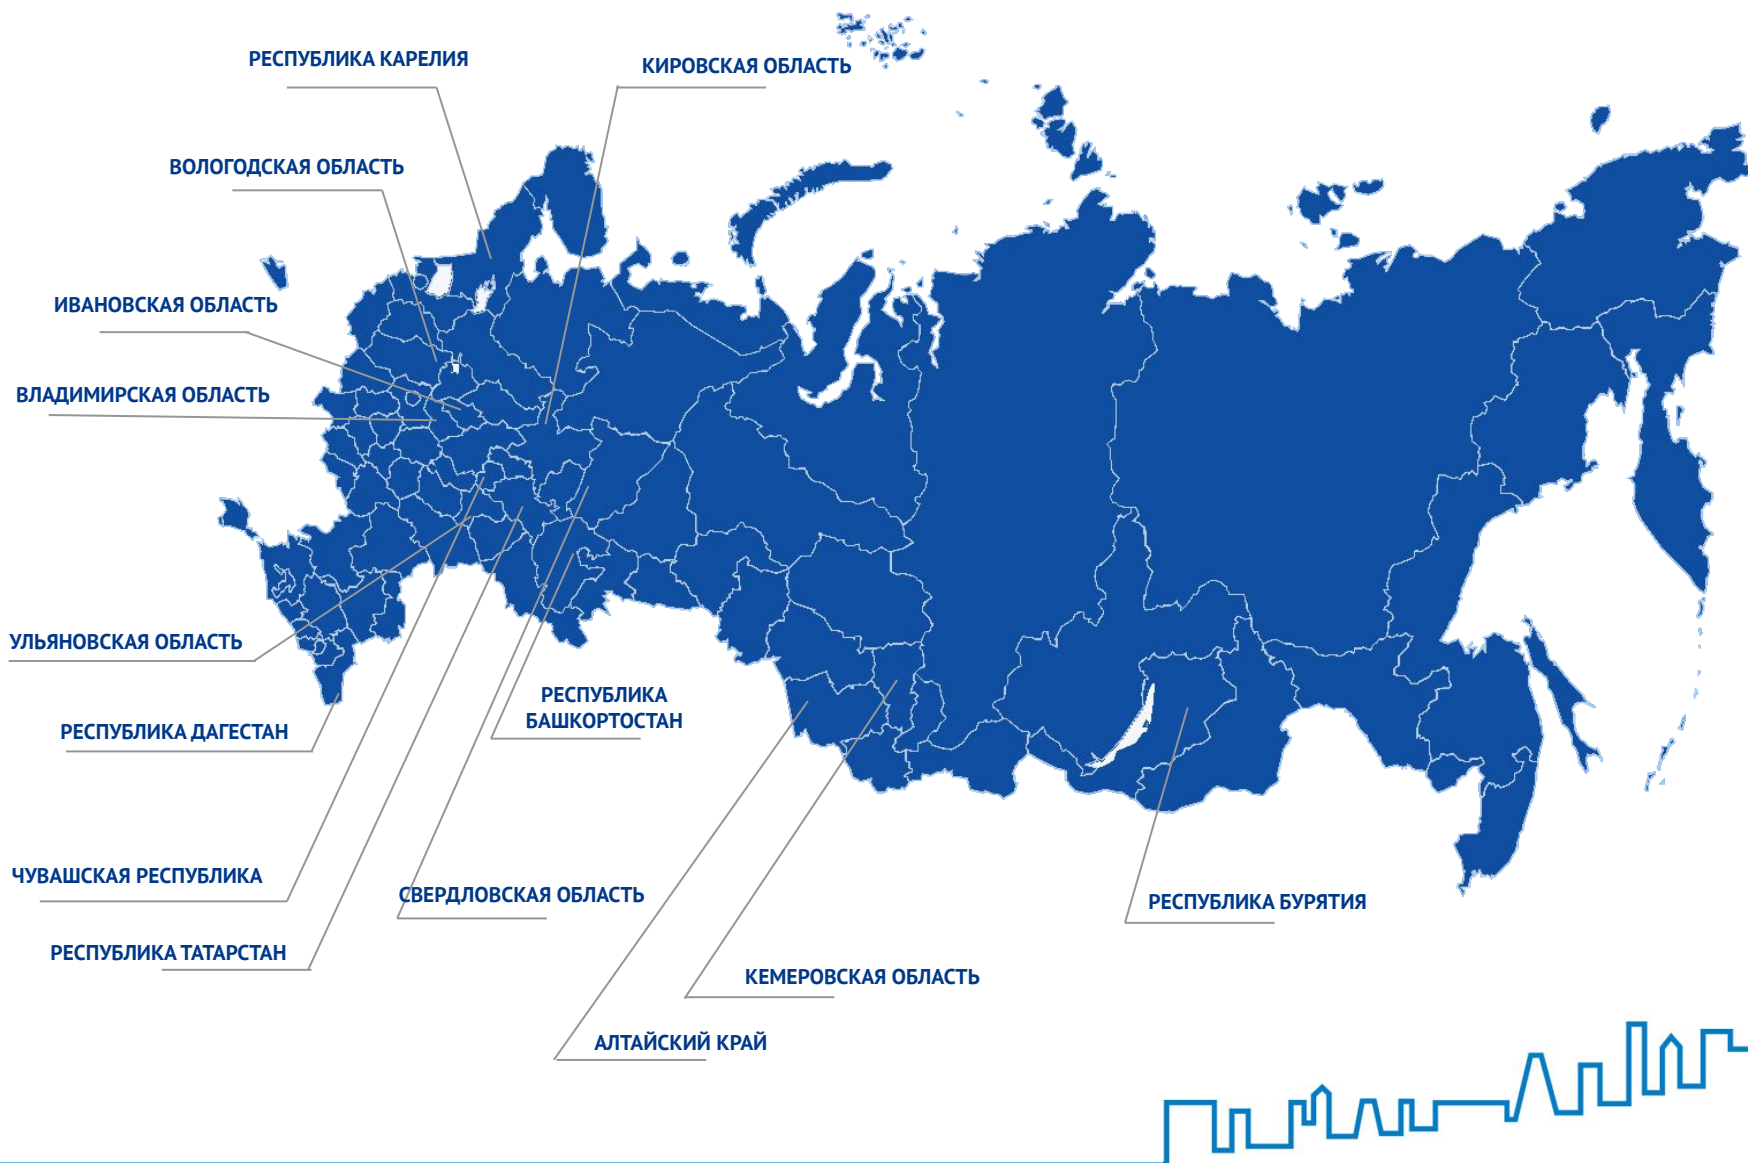 РЕСПУБЛИКА КАРЕЛИЯ
КИРОВСКАЯ ОБЛАСТЬ
ВОЛОГОДСКАЯ ОБЛАСТЬ
ИВАНОВСКАЯ ОБЛАСТЬ
ВЛАДИМИРСКАЯ ОБЛАСТЬ
УЛЬЯНОВСКАЯ ОБЛАСТЬ
РЕСПУБЛИКА
БАШКОРТОСТАН
РЕСПУБЛИКА ДАГЕСТАН
ЧУВАШСКАЯ РЕСПУБЛИКА
СВЕРДЛОВСКАЯ ОБЛАСТЬ
РЕСПУБЛИКА БУРЯТИЯ
РЕСПУБЛИКА ТАТАРСТАН
КЕМЕРОВСКАЯ ОБЛАСТЬ
АЛТАЙСКИЙ КРАЙ